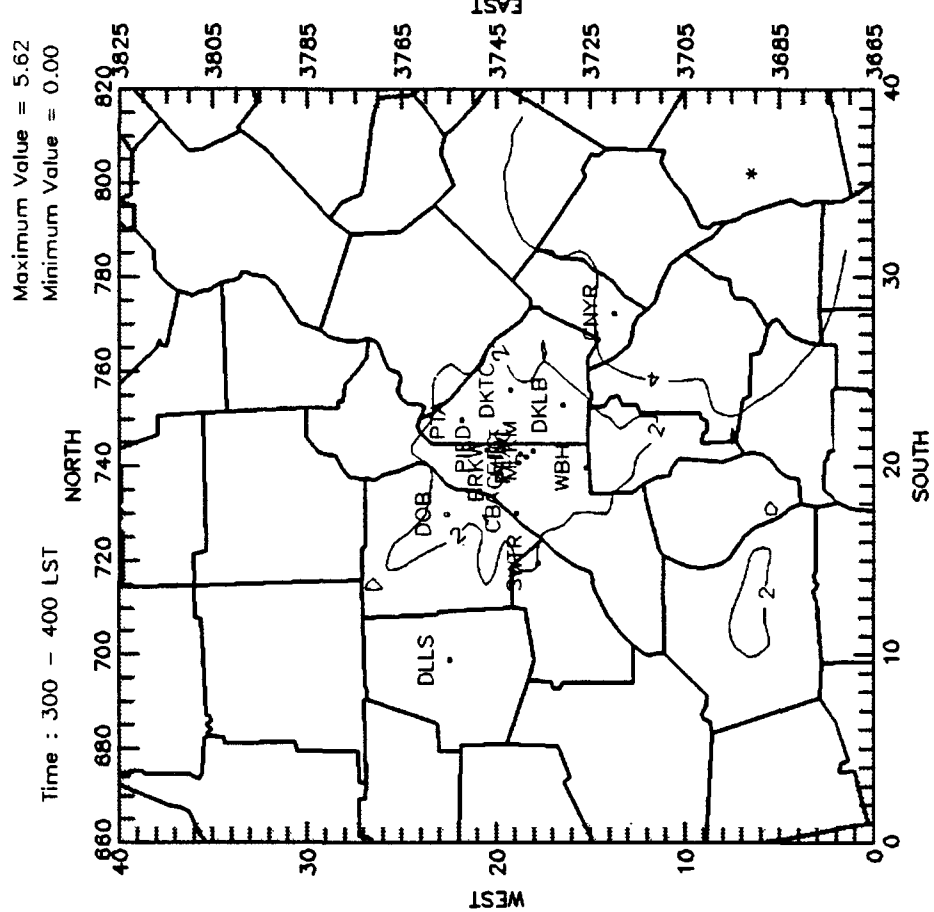 Maximum Value = 5.62
Minimum Value = 0.00
Time : 300 – 400 LST
NORTH
660 680 700 720 740 760 780 800 820
3825
3805
3785
3765
3745
3725
3705
3685
3665
EAST
WEST
40
30
20
10
0
0 10 20 30 40
SOUTH
DLLS
DOB
SWTR
WBH
DKLB
DKTC
CNYR
2
2
2
2
4
*